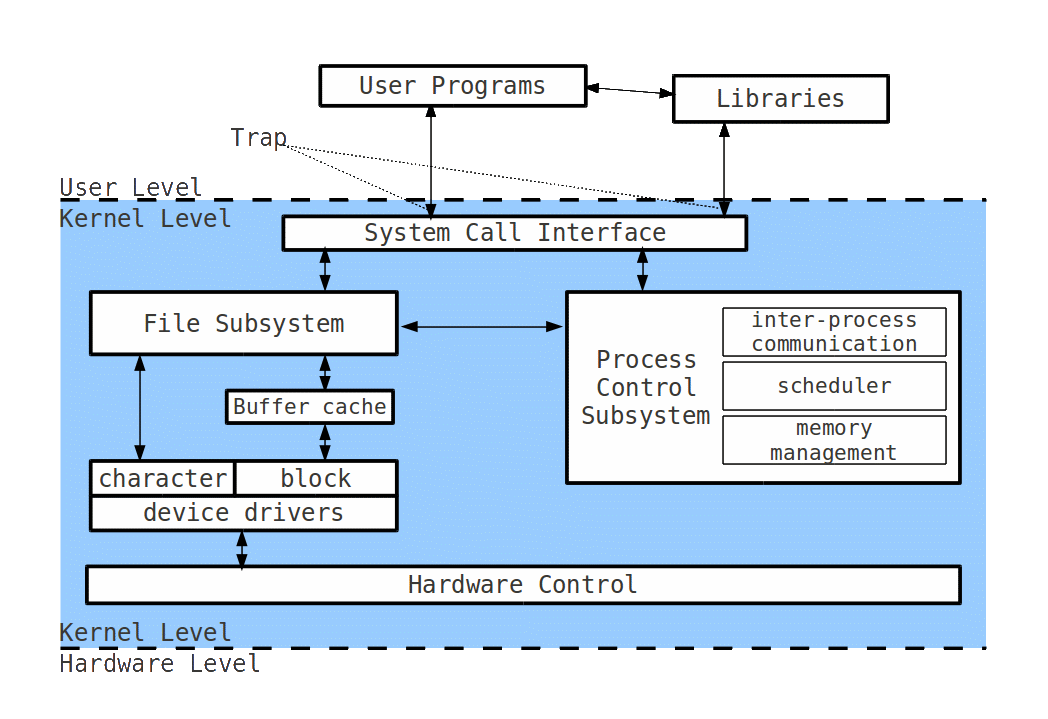 User Programs
Libraries
Trap
User Level
Kernel Level
System Call Interface
File Subsystem
inter-process
communication
Process
Control
Subsystem
scheduler
memory
management
Buffer cache
character
block
device drivers
Hardware Control
Kernel Level
Hardware Level